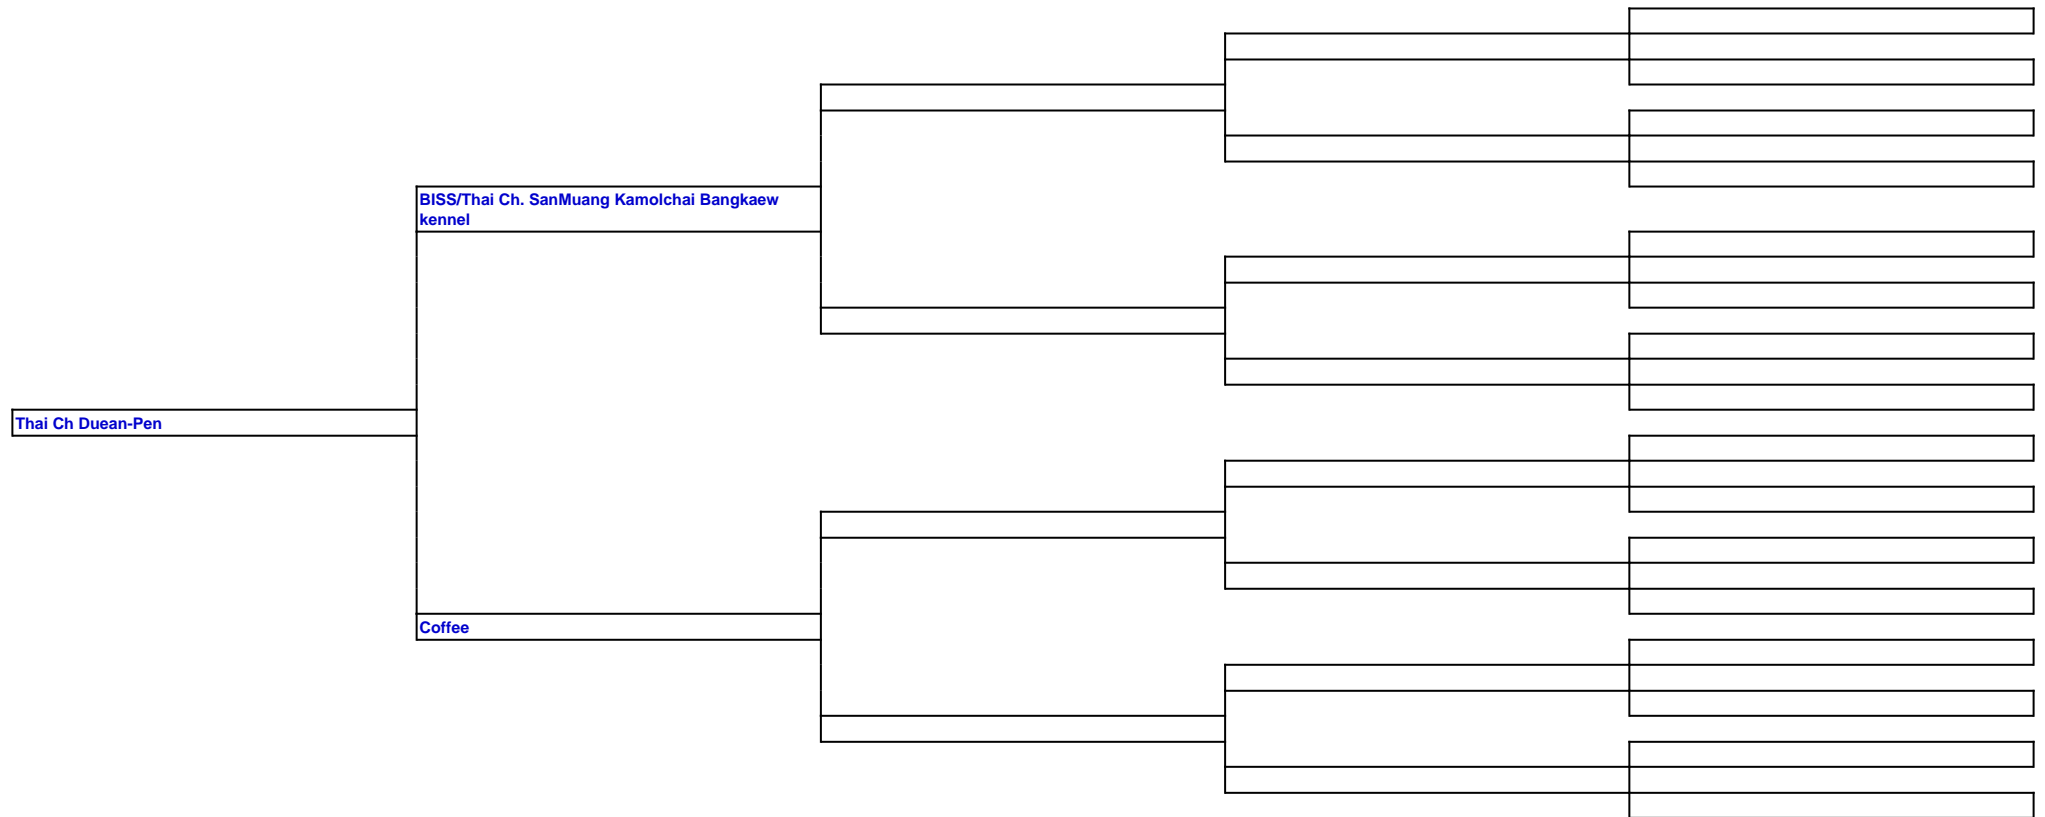 BISS/Thai Ch. SanMuang Kamolchai Bangkaew
kennel
Thai Ch Duean-Pen
Coffee